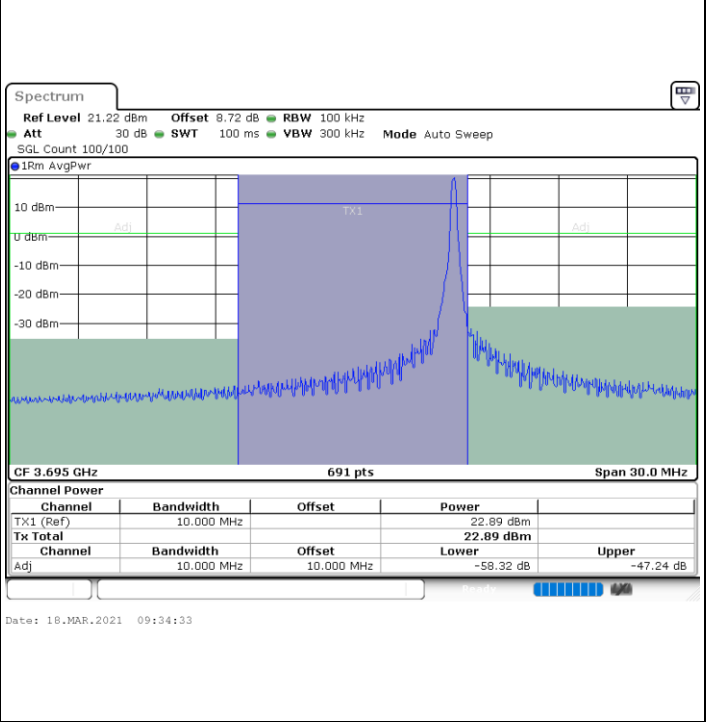 Spectrum
Ref Level 21.22 dBm Offset 8.72 dB RBW 100 kHz
Att 30 dB SWT 100 ms VBW 300 kHz Mode Auto Sweep
SGL Count 100/100
1Rm AvgPwr
10 dBm
TX1
Adj Adj
0 dBm
-10 dBm
-20 dBm
-30 dBm
CF 3.695 GHz 691 pts Span 30.0 MHz
Channel Power
Channel Bandwidth Offset Power
TX1 (Ref) 10.000 MHz 22.89 dBm
Tx Total 22.89 dBm
Channel Bandwidth Offset Lower Upper
Adj 10.000 MHz 10.000 MHz -58.32 dB -47.24 dB
Ready
Date: 18.MAR.2021 09:34:33